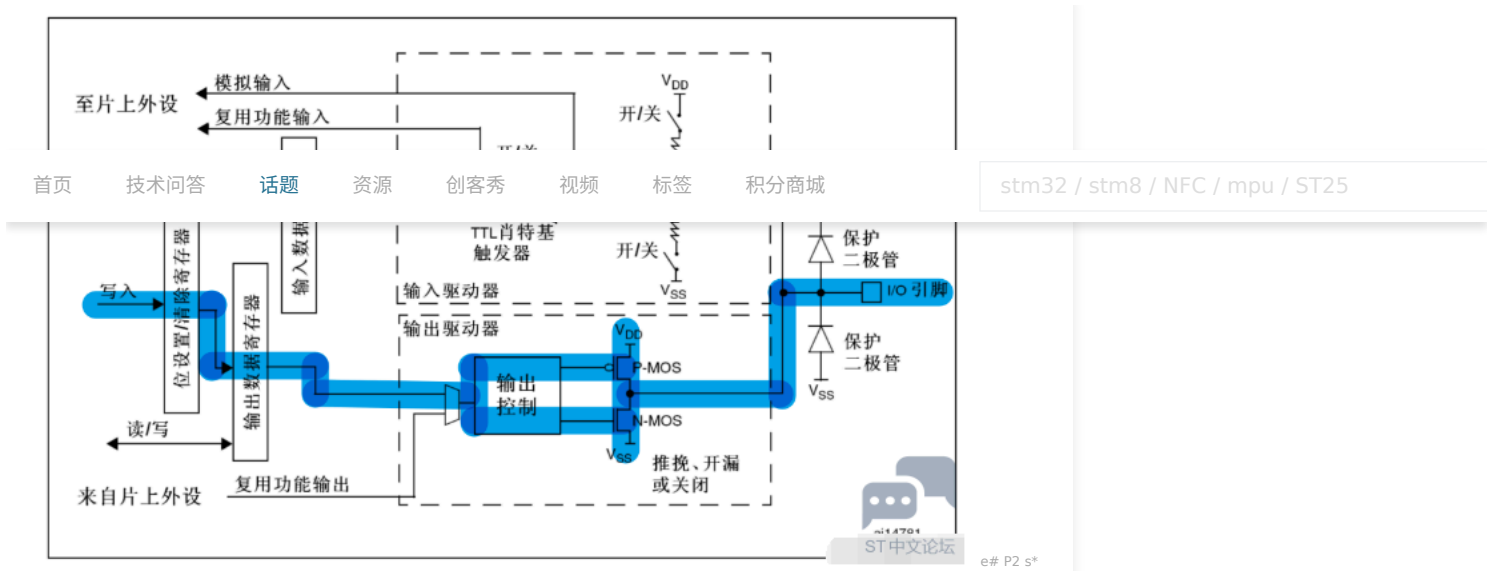 模拟输入
至片上外设
复用功能输入
VDD
开/关
首页 技术问答 话题 资源 创客秀 视频 标签 积分商城
stm32 / stm8 / NFC / mpu / ST25
TTL肖特基
触发器
开/关
VSS
保护
二极管
写入
位设置/清除寄存器
输出数据寄存器
输入数据
输入驱动器
I/O 引脚
输出驱动器
VDD
P-MOS
输出
控制
N-MOS
VSS
保护
二极管
VSS
读/写
推挽、开漏
或关闭
来自片上外设
复用功能输出
ai14781
ST中文论坛
e# P2 s*